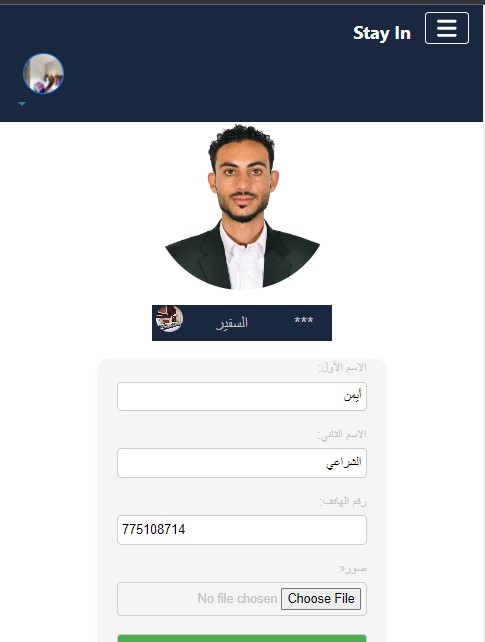 Stay In
*** السفير
الاسم الأول:
أيمن
الاسم الثاني:
الشراعي
رقم الهاتف:
775108714
صورة:
Choose File No file chosen